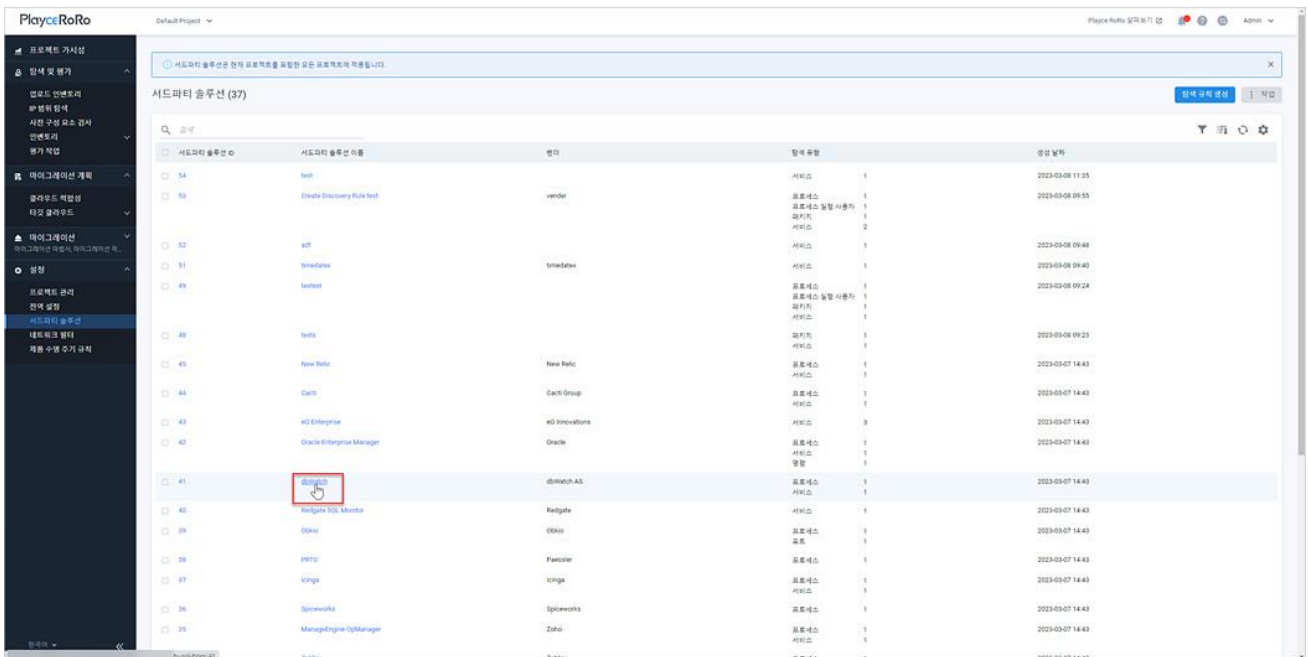 PlayceRoRo
Default Project
Playce RoRo 살펴보기
Admin
프로젝트 가시성
탐색 및 평가
업로드 인벤토리
IP 범위 탐색
사전 구성 요소 검사
인벤토리
평가 작업
마이그레이션 계획
클라우드 적합성
타깃 클라우드
마이그레이션
마이그레이션 마법사, 마이그레이션 작...
설정
프로젝트 관리
전역 설정
서드파티 솔루션
네트워크 필터
제품 수명 주기 규칙
한국어
서드파티 솔루션은 현재 프로젝트를 포함한 모든 프로젝트에 적용됩니다.
서드파티 솔루션 (37)
탐색 규칙 생성
작업
검색
서드파티 솔루션 ID 서드파티 솔루션 이름 벤더 탐색 유형 생성 날짜
54 test 서비스 1 2023-03-08 11:35
53 Create Discovery Rule test vender 프로세스 1 2023-03-08 09:55
프로세스 실행 사용자 1
패키지 1
서비스 2
52 adf 서비스 1 2023-03-08 09:48
51 timedatex timedatex 서비스 1 2023-03-08 09:40
49 testest 프로세스 1 2023-03-08 09:24
프로세스 실행 사용자 1
패키지 1
서비스 1
48 패키지 1 2023-03-08 09:23
서비스 1
45 New Relic New Relic 프로세스 1 2023-03-07 14:43
서비스 1
44 Cacti Cacti Group 프로세스 1 2023-03-07 14:43
서비스 1
43 eG Enterprise eG Innovations 서비스 3 2023-03-07 14:43
42 Oracle Enterprise Manager Oracle 프로세스 1 2023-03-07 14:43
서비스 1
명령 1
41 dbWatch dbWatch AS 프로세스 1 2023-03-07 14:43
서비스 1
40 Redgate SQL Monitor Redgate 서비스 1 2023-03-07 14:43
39 Obkio Obkio 프로세스 1 2023-03-07 14:43
포트 1
38 PRTG Paessler 프로세스 1 2023-03-07 14:43
37 Icinga Icinga 프로세스 1 2023-03-07 14:43
서비스 1
36 Spiceworks Spiceworks 프로세스 1 2023-03-07 14:43
35 ManageEngine OpManager Zoho 프로세스 1 2023-03-07 14:43
서비스 1